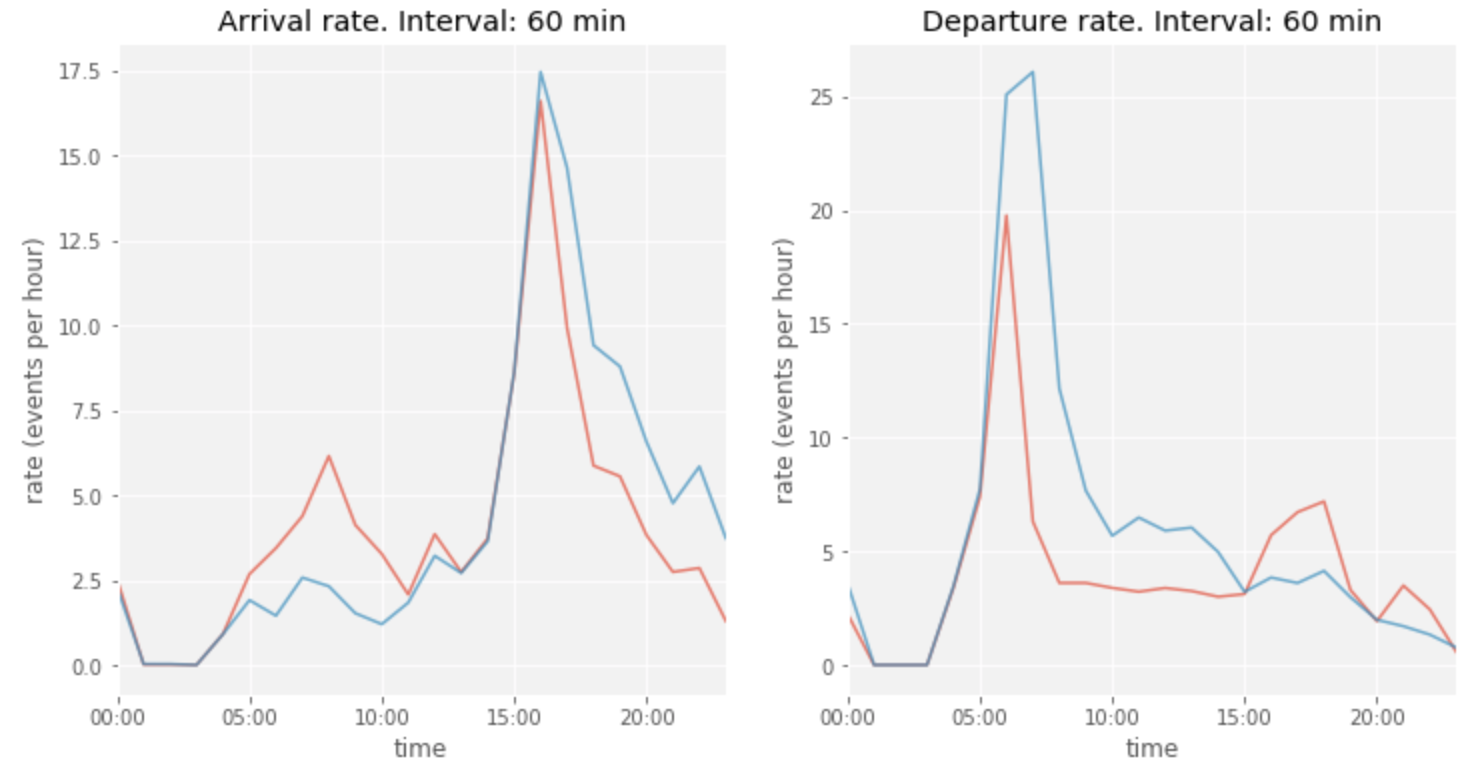 Arrival rate. Interval: 60 min
rate (events per hour)
17.5
15.0
12.5
10.0
7.5
5.0
2.5
0.0
00:00 05:00 10:00 15:00 20:00
time
Departure rate. Interval: 60 min
rate (events per hour)
25
20
15
10
5
0
00:00 05:00 10:00 15:00 20:00
time